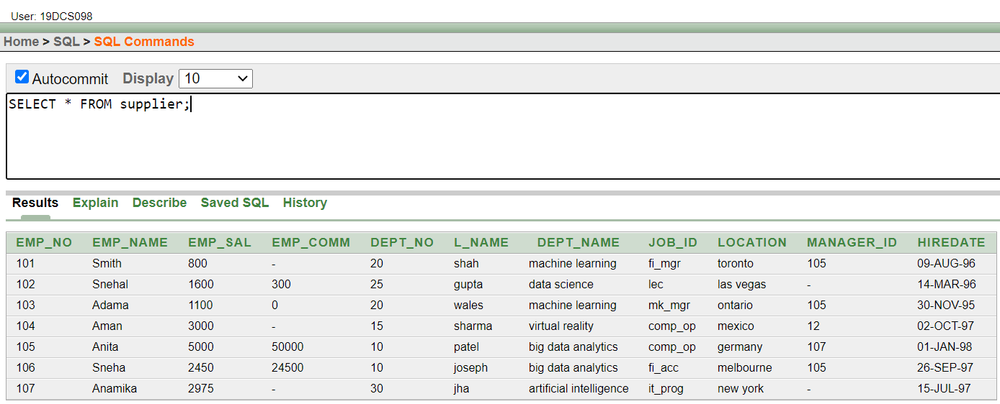 User: 19DCS098
Home > SQL > SQL Commands
Autocommit Display 10
SELECT * FROM supplier;
Results Explain Describe Saved SQL History
EMP_NO EMP_NAME EMP_SAL EMP_COMM DEPT_NO L_NAME DEPT_NAME JOB_ID LOCATION MANAGER_ID HIREDATE
101 Smith 800 - 20 shah machine learning fi_mgr toronto 105 09-AUG-96
102 Snehal 1600 300 25 gupta data science lec las vegas - 14-MAR-96
103 Adama 1100 0 20 wales machine learning mk_mgr ontario 105 30-NOV-95
104 Aman 3000 - 15 sharma virtual reality comp_op mexico 12 02-OCT-97
105 Anita 5000 50000 10 patel big data analytics comp_op germany 107 01-JAN-98
106 Sneha 2450 24500 10 joseph big data analytics fi_acc melbourne 105 26-SEP-97
107 Anamika 2975 - 30 jha artificial intelligence it_prog new york - 15-JUL-97